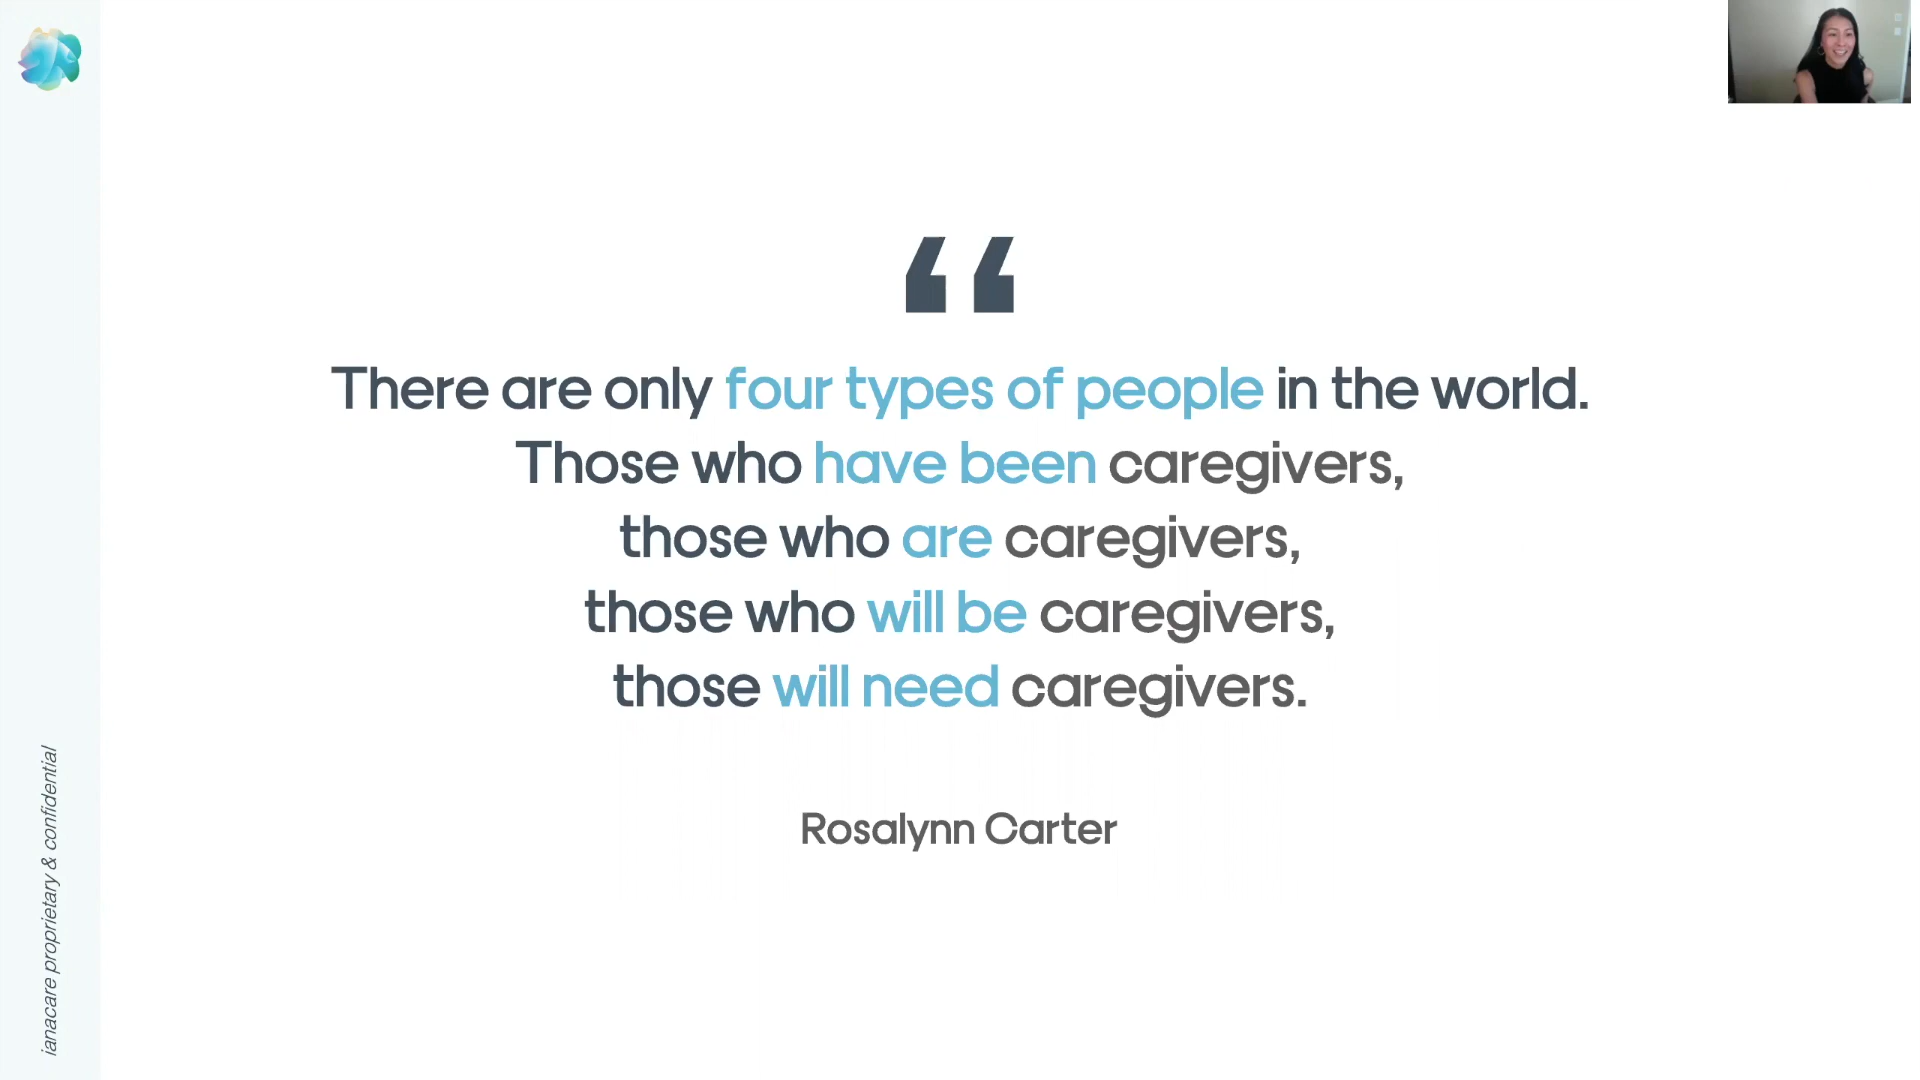 “
There are only four types of people in the world.
Those who have been caregivers,
those who are caregivers,
those who will be caregivers,
those will need caregivers.
Rosalynn Carter
ianacare proprietary & confidential